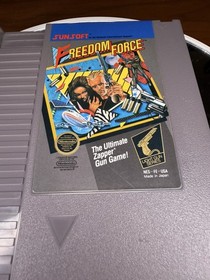 SUNSOFT
FREEDOM FORCE
The Ultimate
Zapper
Gun Game!
NES-FF-USA
Made in Japan